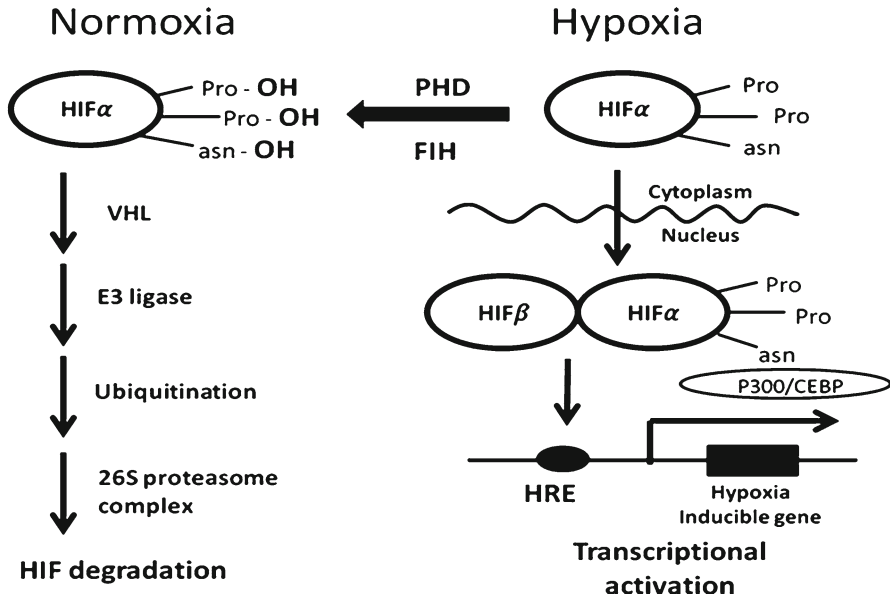 Normoxia
HIFα
Pro - OH
Pro - OH
asn - OH
VHL
E3 ligase
Ubiquitination
26S proteasome
complex
HIF degradation
PHD
FIH
Hypoxia
HIFα
Pro
Pro
asn
Cytoplasm
Nucleus
HIFβ
HIFα
Pro
Pro
asn
P300/CEBP
HRE
Hypoxia
Inducible gene
Transcriptional
activation